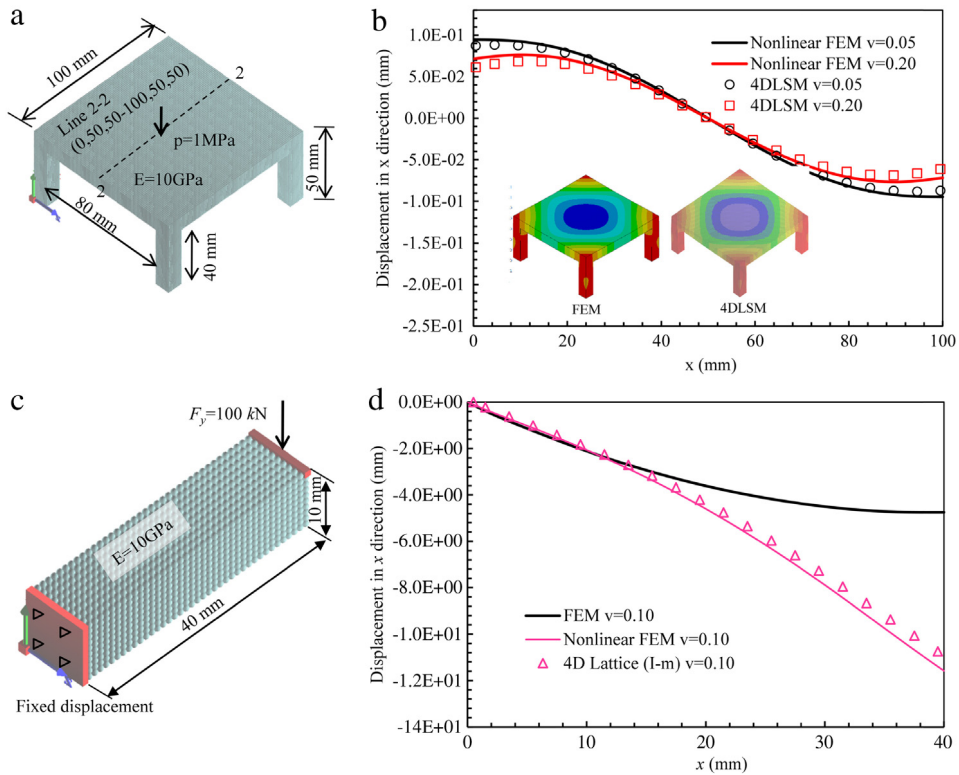 a
100 mm
Line 2-2
(0,50,50-100,50,50)
2
2
p=1MPa
E=10GPa
50 mm
80 mm
40 mm
b
Displacement in x direction (mm)
1.0E-01
5.0E-02
0.0E+00
-5.0E-02
-1.0E-01
-1.5E-01
-2.0E-01
-2.5E-01
Nonlinear FEM v=0.05
Nonlinear FEM v=0.20
4DLSM v=0.05
4DLSM v=0.20
FEM
4DLSM
0 20 40 60 80 100
x (mm)
c
Fy=100 kN
E=10GPa
10 mm
40 mm
Fixed displacement
d
Displacement in x direction (mm)
0.0E+00
-2.0E+00
-4.0E+00
-6.0E+00
-8.0E+00
-1.0E+01
-1.2E+01
-14E+01
FEM v=0.10
Nonlinear FEM v=0.10
4D Lattice (I-m) v=0.10
0 10 20 30 40
x (mm)